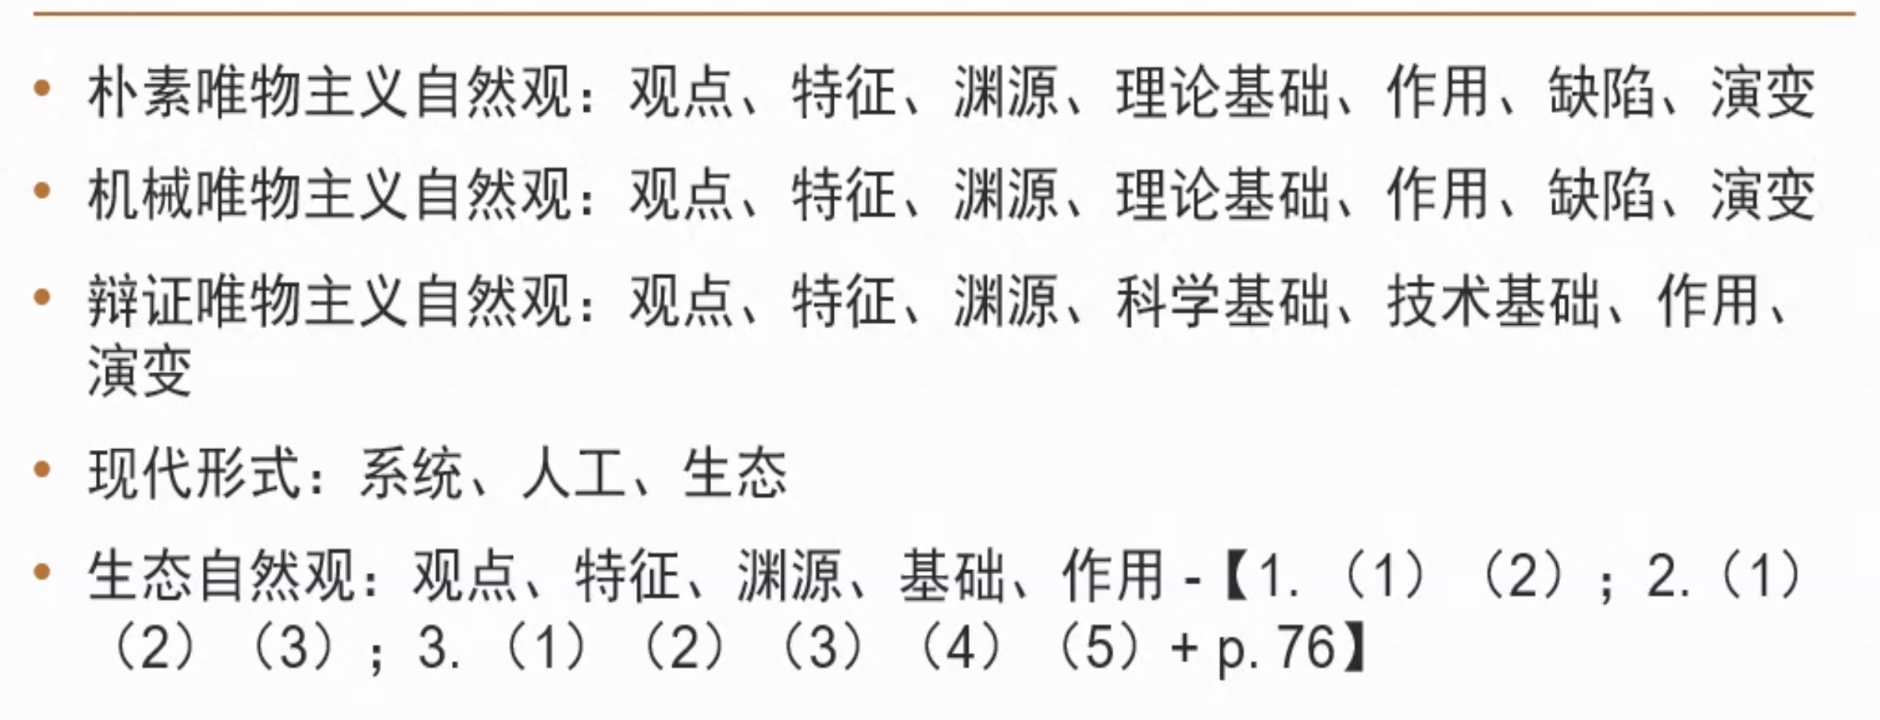 • 朴素唯物主义自然观：观点、特征、渊源、理论基础、作用、缺陷、演变
• 机械唯物主义自然观：观点、特征、渊源、理论基础、作用、缺陷、演变
• 辩证唯物主义自然观：观点、特征、渊源、科学基础、技术基础、作用、
演变
• 现代形式：系统、人工、生态
• 生态自然观：观点、特征、渊源、基础、作用 -【1.（1）（2）；2.（1）
（2）（3）；3.（1）（2）（3）（4）（5）+ p. 76】